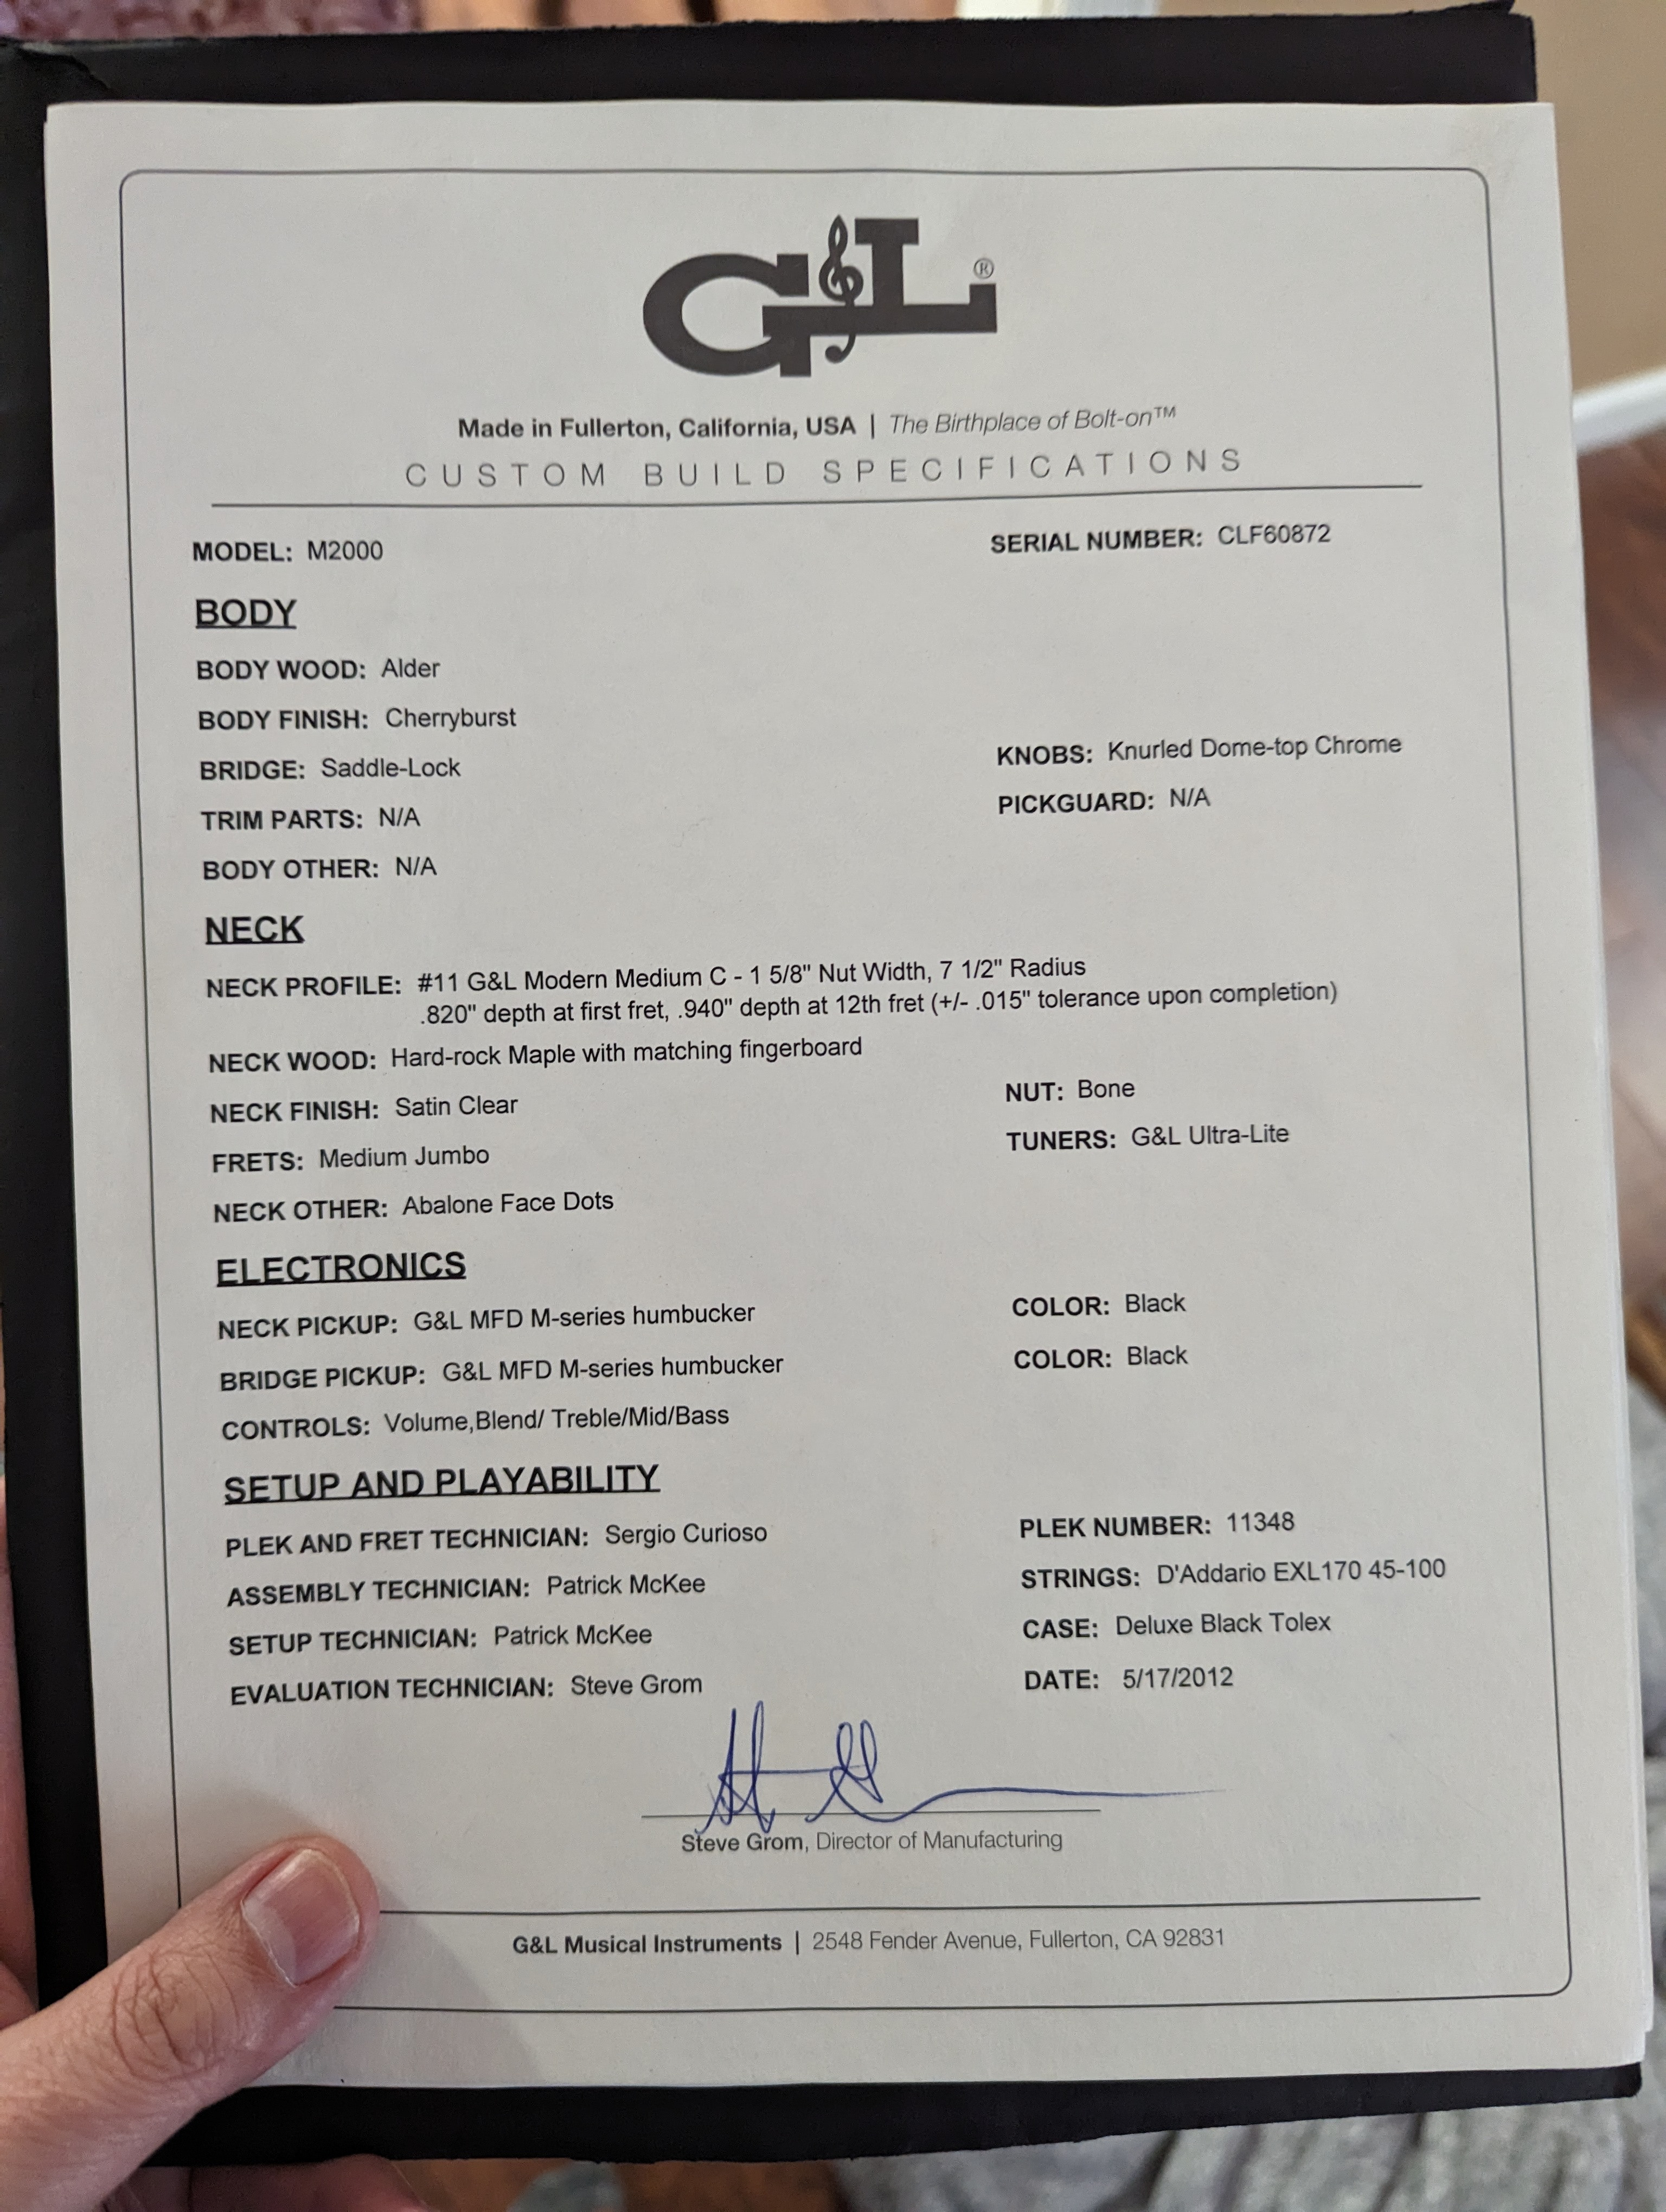 G&L®
Made in Fullerton, California, USA | The Birthplace of Bolt-on™
CUSTOM BUILD SPECIFICATIONS
MODEL: M2000
SERIAL NUMBER: CLF60872
BODY
BODY WOOD: Alder
BODY FINISH: Cherryburst
BRIDGE: Saddle-Lock
KNOBS: Knurled Dome-top Chrome
TRIM PARTS: N/A
PICKGUARD: N/A
BODY OTHER: N/A
NECK
NECK PROFILE: #11 G&L Modern Medium C - 1 5/8" Nut Width, 7 1/2" Radius
.820" depth at first fret, .940" depth at 12th fret (+/- .015" tolerance upon completion)
NECK WOOD: Hard-rock Maple with matching fingerboard
NECK FINISH: Satin Clear
NUT: Bone
FRETS: Medium Jumbo
TUNERS: G&L Ultra-Lite
NECK OTHER: Abalone Face Dots
ELECTRONICS
NECK PICKUP: G&L MFD M-series humbucker
COLOR: Black
BRIDGE PICKUP: G&L MFD M-series humbucker
COLOR: Black
CONTROLS: Volume,Blend/ Treble/Mid/Bass
SETUP AND PLAYABILITY
PLEK AND FRET TECHNICIAN: Sergio Curioso
PLEK NUMBER: 11348
ASSEMBLY TECHNICIAN: Patrick McKee
STRINGS: D'Addario EXL170 45-100
SETUP TECHNICIAN: Patrick McKee
CASE: Deluxe Black Tolex
EVALUATION TECHNICIAN: Steve Grom
DATE: 5/17/2012
Steve Grom, Director of Manufacturing
G&L Musical Instruments | 2548 Fender Avenue, Fullerton, CA 92831